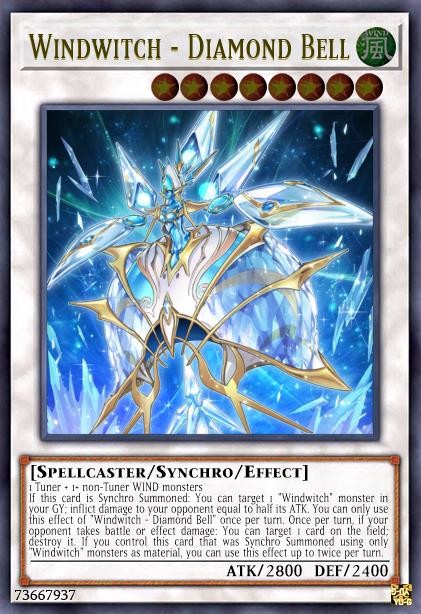 WINDWITCH - DIAMOND BELL
WIND
風
[SPELLCASTER/SYNCHRO/EFFECT]
1 Tuner + 1+ non-Tuner WIND monsters
If this card is Synchro Summoned: You can target 1 "Windwitch" monster in
your GY; inflict damage to your opponent equal to half its ATK. You can only use
this effect of "Windwitch - Diamond Bell" once per turn. Once per turn, if your
opponent takes battle or effect damage: You can target 1 card on the field;
destroy it. If you control this card that was Synchro Summoned using only
"Windwitch" monsters as material, you can use this effect up to twice per turn.
ATK/2800 DEF/2400
73667937